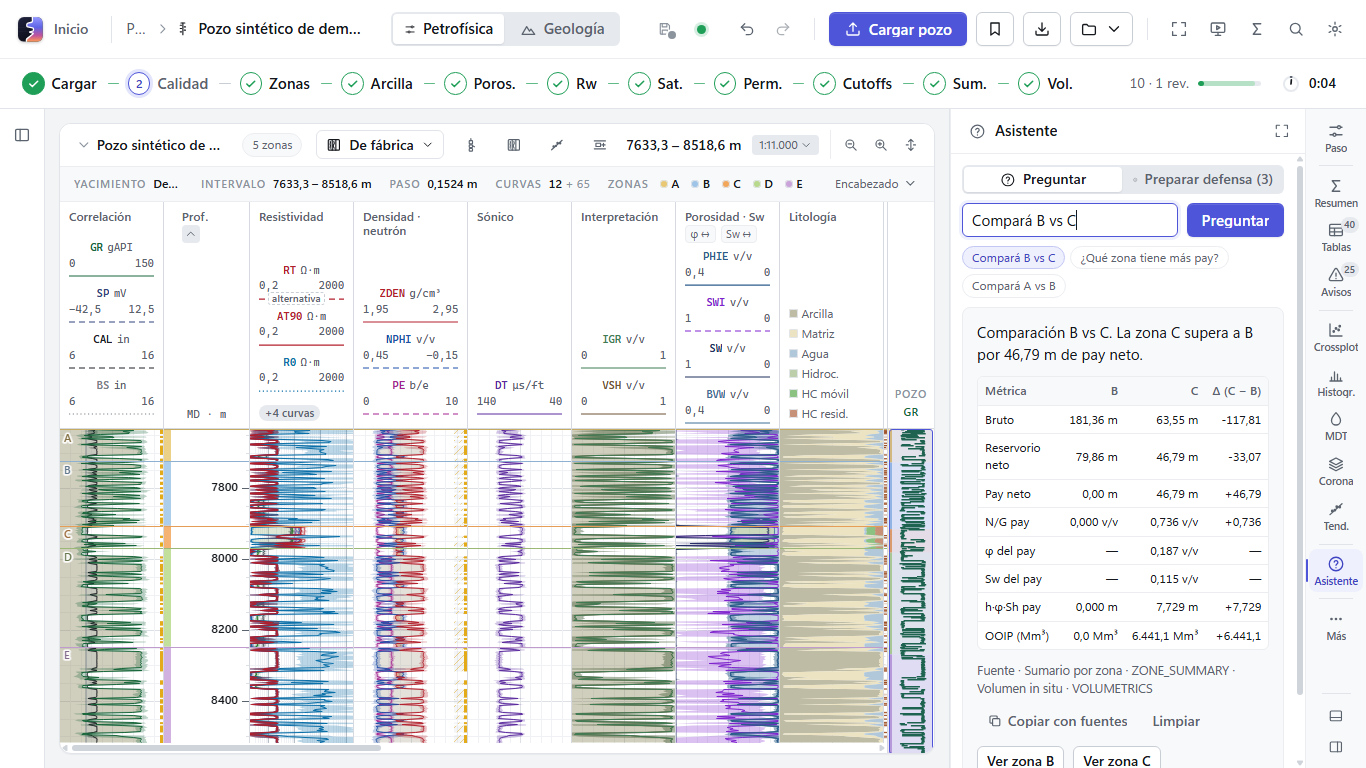 Inicio
P...
Pozo sintético de dem...
Petrofísica
Geología
Cargar pozo
Cargar
2 Calidad
Zonas
Arcilla
Poros.
Rw
Sat.
Perm.
Cutoffs
Sum.
Vol.
10 · 1 rev.
0:04
Pozo sintético de ...
5 zonas
De fábrica
7633,3 – 8518,6 m
1:11.000
YACIMIENTO De...
INTERVALO 7633,3 – 8518,6 m
PASO 0,1524 m
CURVAS 12 + 65
ZONAS A B C D E
Encabezado
Correlación
GR gAPI
0 150
SP mV
−42,5 12,5
CAL in
6 16
BS in
6 16
Prof.
MD · m
Resistividad
RT Ω·m
0,2 2000
alternativa
AT90 Ω·m
0,2 2000
R0 Ω·m
0,2 2000
+4 curvas
Densidad ·
neutrón
ZDEN g/cm³
1,95 2,95
NPHI v/v
0,45 −0,15
PE b/e
0 10
Sónico
DT µs/ft
140 40
Interpretación
IGR v/v
0 1
VSH v/v
0 1
Porosidad · Sw
φ ↔ Sw ↔
PHIE v/v
0,4 0
SWI v/v
1 0
SW v/v
1 0
BVW v/v
0,4 0
Litología
Arcilla
Matriz
Agua
Hidroc.
HC móvil
HC resid.
POZO
GR
A
B
C
D
E
7800
8000
8200
8400
Asistente
Preguntar
Preparar defensa (3)
Compará B vs C
Preguntar
Compará B vs C
¿Qué zona tiene más pay?
Compará A vs B
Comparación B vs C. La zona C supera a B
por 46,79 m de pay neto.
Métrica B C Δ (C − B)
Bruto 181,36 m 63,55 m -117,81
Reservorio
neto 79,86 m 46,79 m -33,07
Pay neto 0,00 m 46,79 m +46,79
N/G pay 0,000 v/v 0,736 v/v +0,736
φ del pay — 0,187 v/v —
Sw del pay — 0,115 v/v —
h·φ·Sh pay 0,000 m 7,729 m +7,729
OOIP (Mm³) 0,0 Mm³ 6.441,1 Mm³ +6.441,1
Fuente · Sumario por zona · ZONE_SUMMARY ·
Volumen in situ · VOLUMETRICS
Copiar con fuentes
Limpiar
Ver zona B
Ver zona C
Paso
Resumen
40
Tablas
25
Avisos
Crossplot
Histogr.
MDT
Corona
Tend.
Asistente
Más